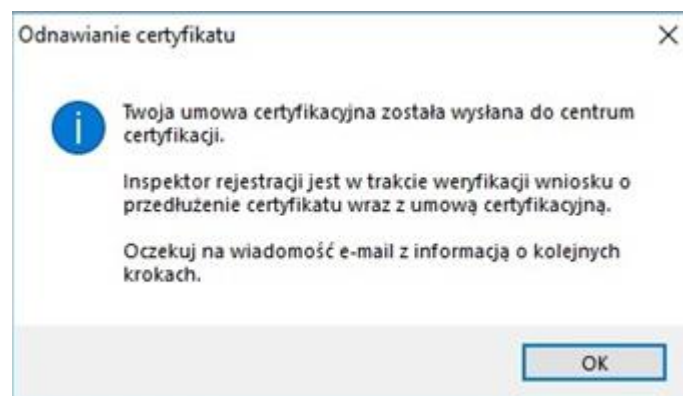 Odnawianie certyfikatu
Twoja umowa certyfikacyjna została wysłana do centrum
certyfikacji.
Inspektor rejestracji jest w trakcie weryfikacji wniosku o
przedłużenie certyfikatu wraz z umową certyfikacyjną.
Oczekuj na wiadomość e-mail z informacją o kolejnych
krokach.
OK